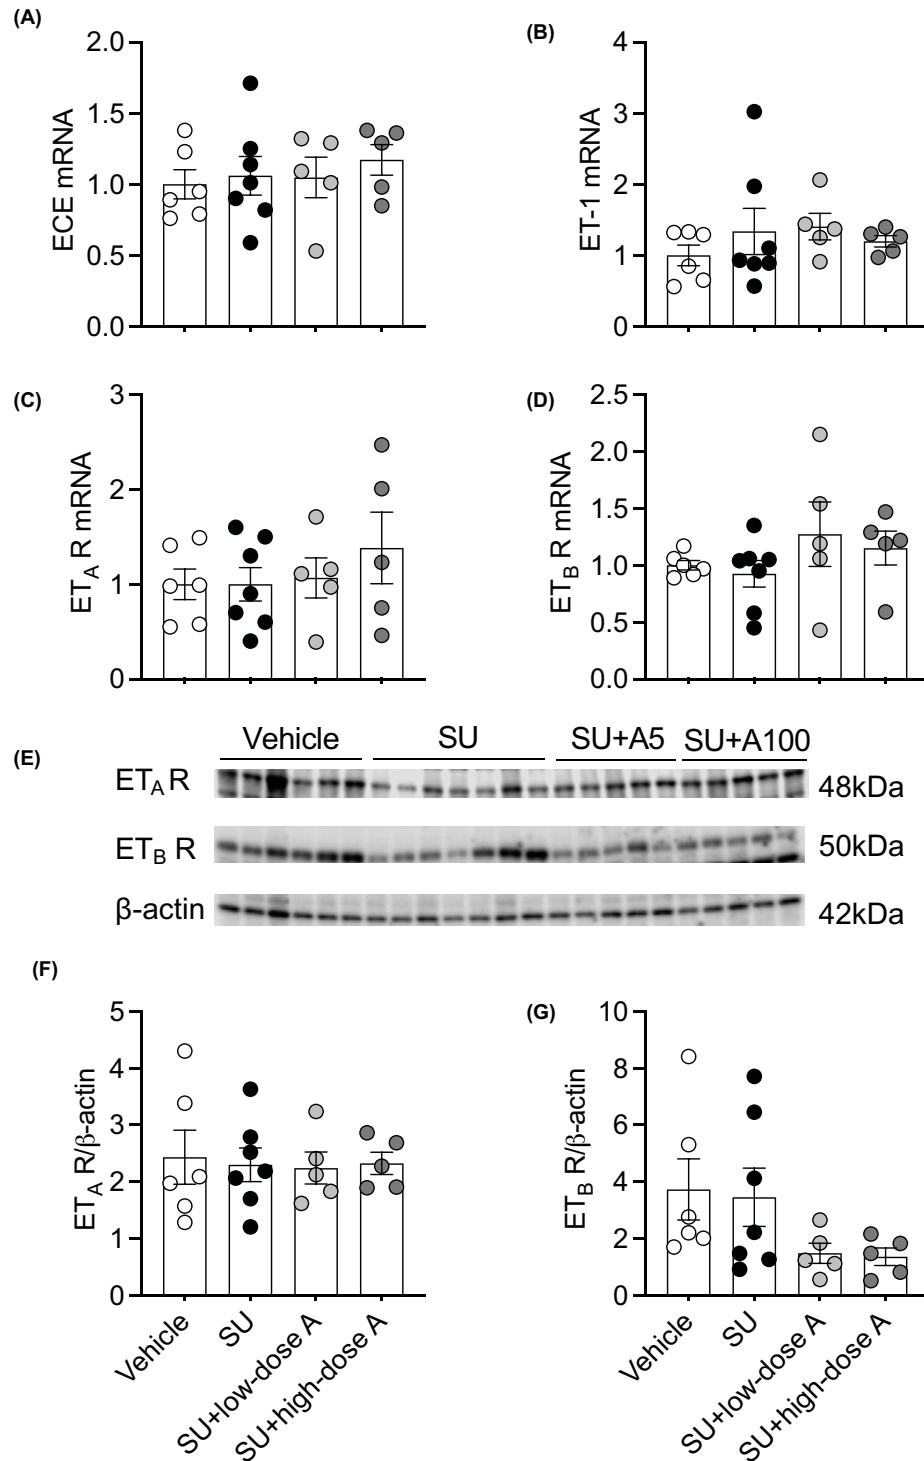 (A)
2.0
1.5
1.0
0.5
0.0
ECE mRNA
(B)
4
3
2
1
0
ET-1 mRNA
(C)
3
2
1
0
ETA R mRNA
(D)
2.5
2.0
1.5
1.0
0.5
0.0
ETB R mRNA
(E)
Vehicle SU SU+A5 SU+A100
ETA R 48kDa
ETB R 50kDa
β-actin 42kDa
(F)
5
4
3
2
1
0
ETA R/β-actin
Vehicle
SU
SU+low-dose A
SU+high-dose A
(G)
10
8
6
4
2
0
ETB R/β-actin
Vehicle
SU
SU+low-dose A
SU+high-dose A